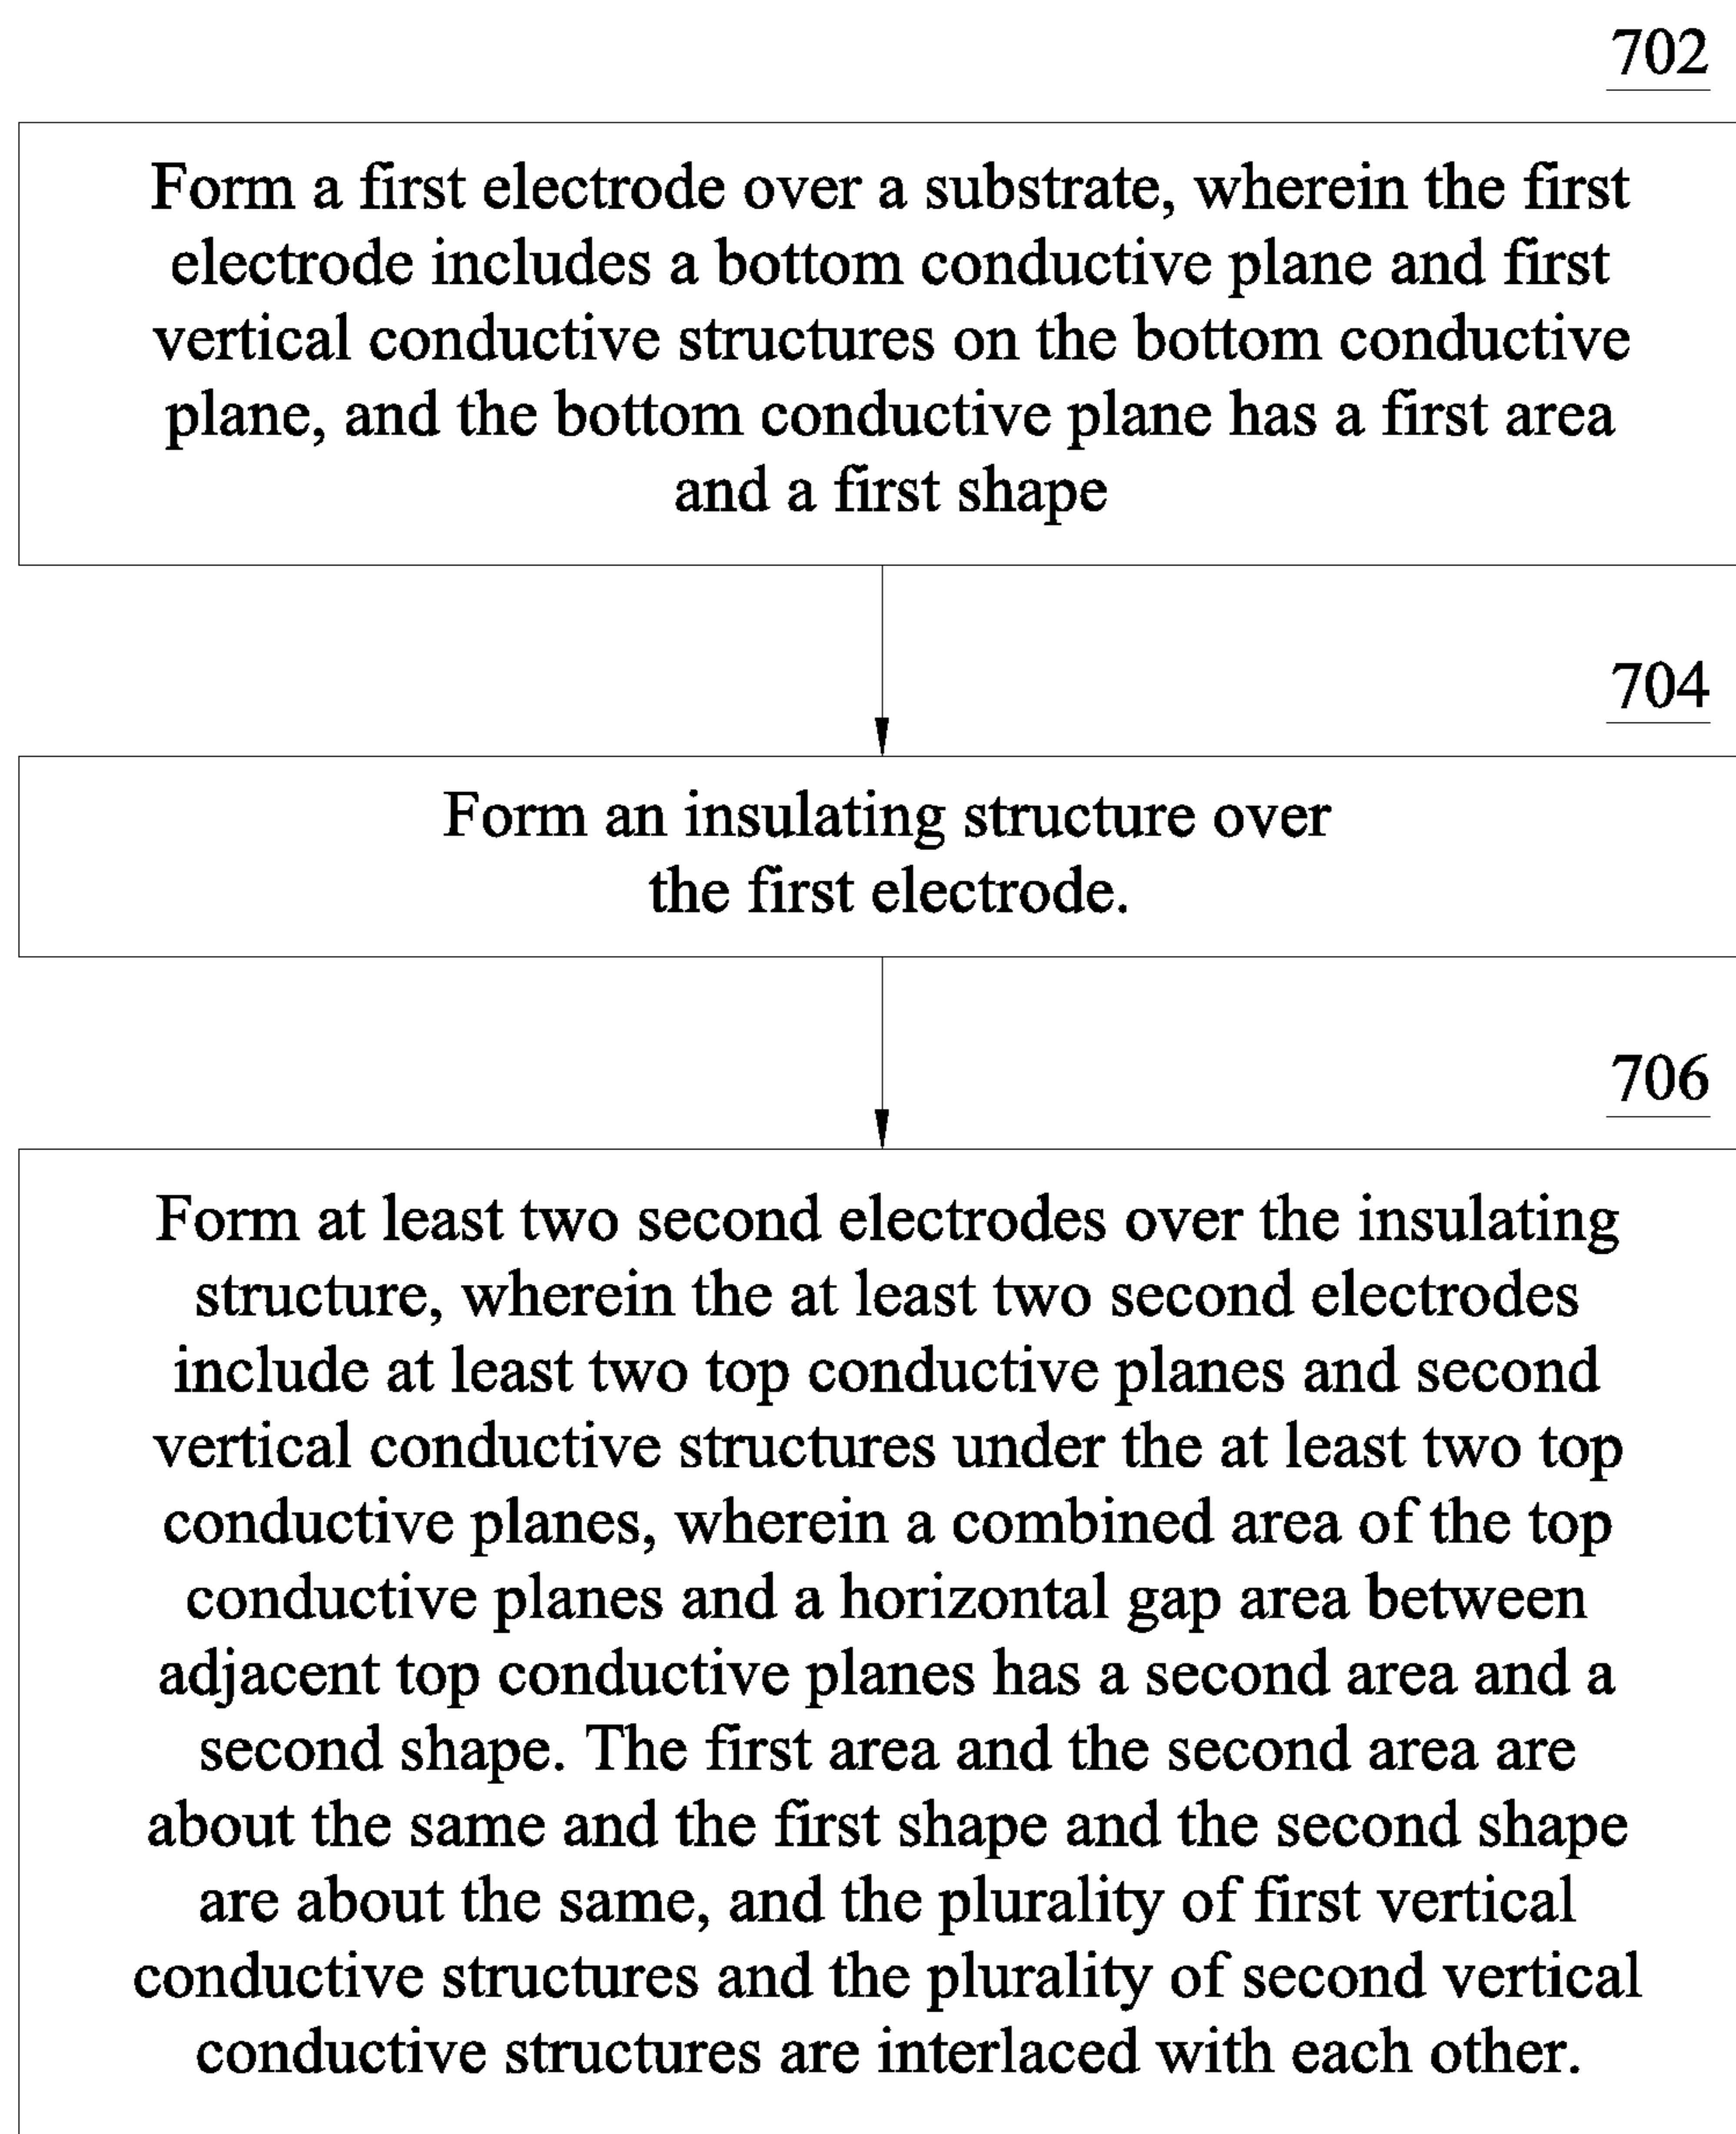 702
Form a first electrode over a substrate, wherein the first
electrode includes a bottom conductive plane and first
vertical conductive structures on the bottom conductive
plane, and the bottom conductive plane has a first area
and a first shape
704
Form an insulating structure over
the first electrode.
706
Form at least two second electrodes over the insulating
structure, wherein the at least two second electrodes
include at least two top conductive planes and second
vertical conductive structures under the at least two top
conductive planes, wherein a combined area of the top
conductive planes and a horizontal gap area between
adjacent top conductive planes has a second area and a
second shape. The first area and the second area are
about the same and the first shape and the second shape
are about the same, and the plurality of first vertical
conductive structures and the plurality of second vertical
conductive structures are interlaced with each other.